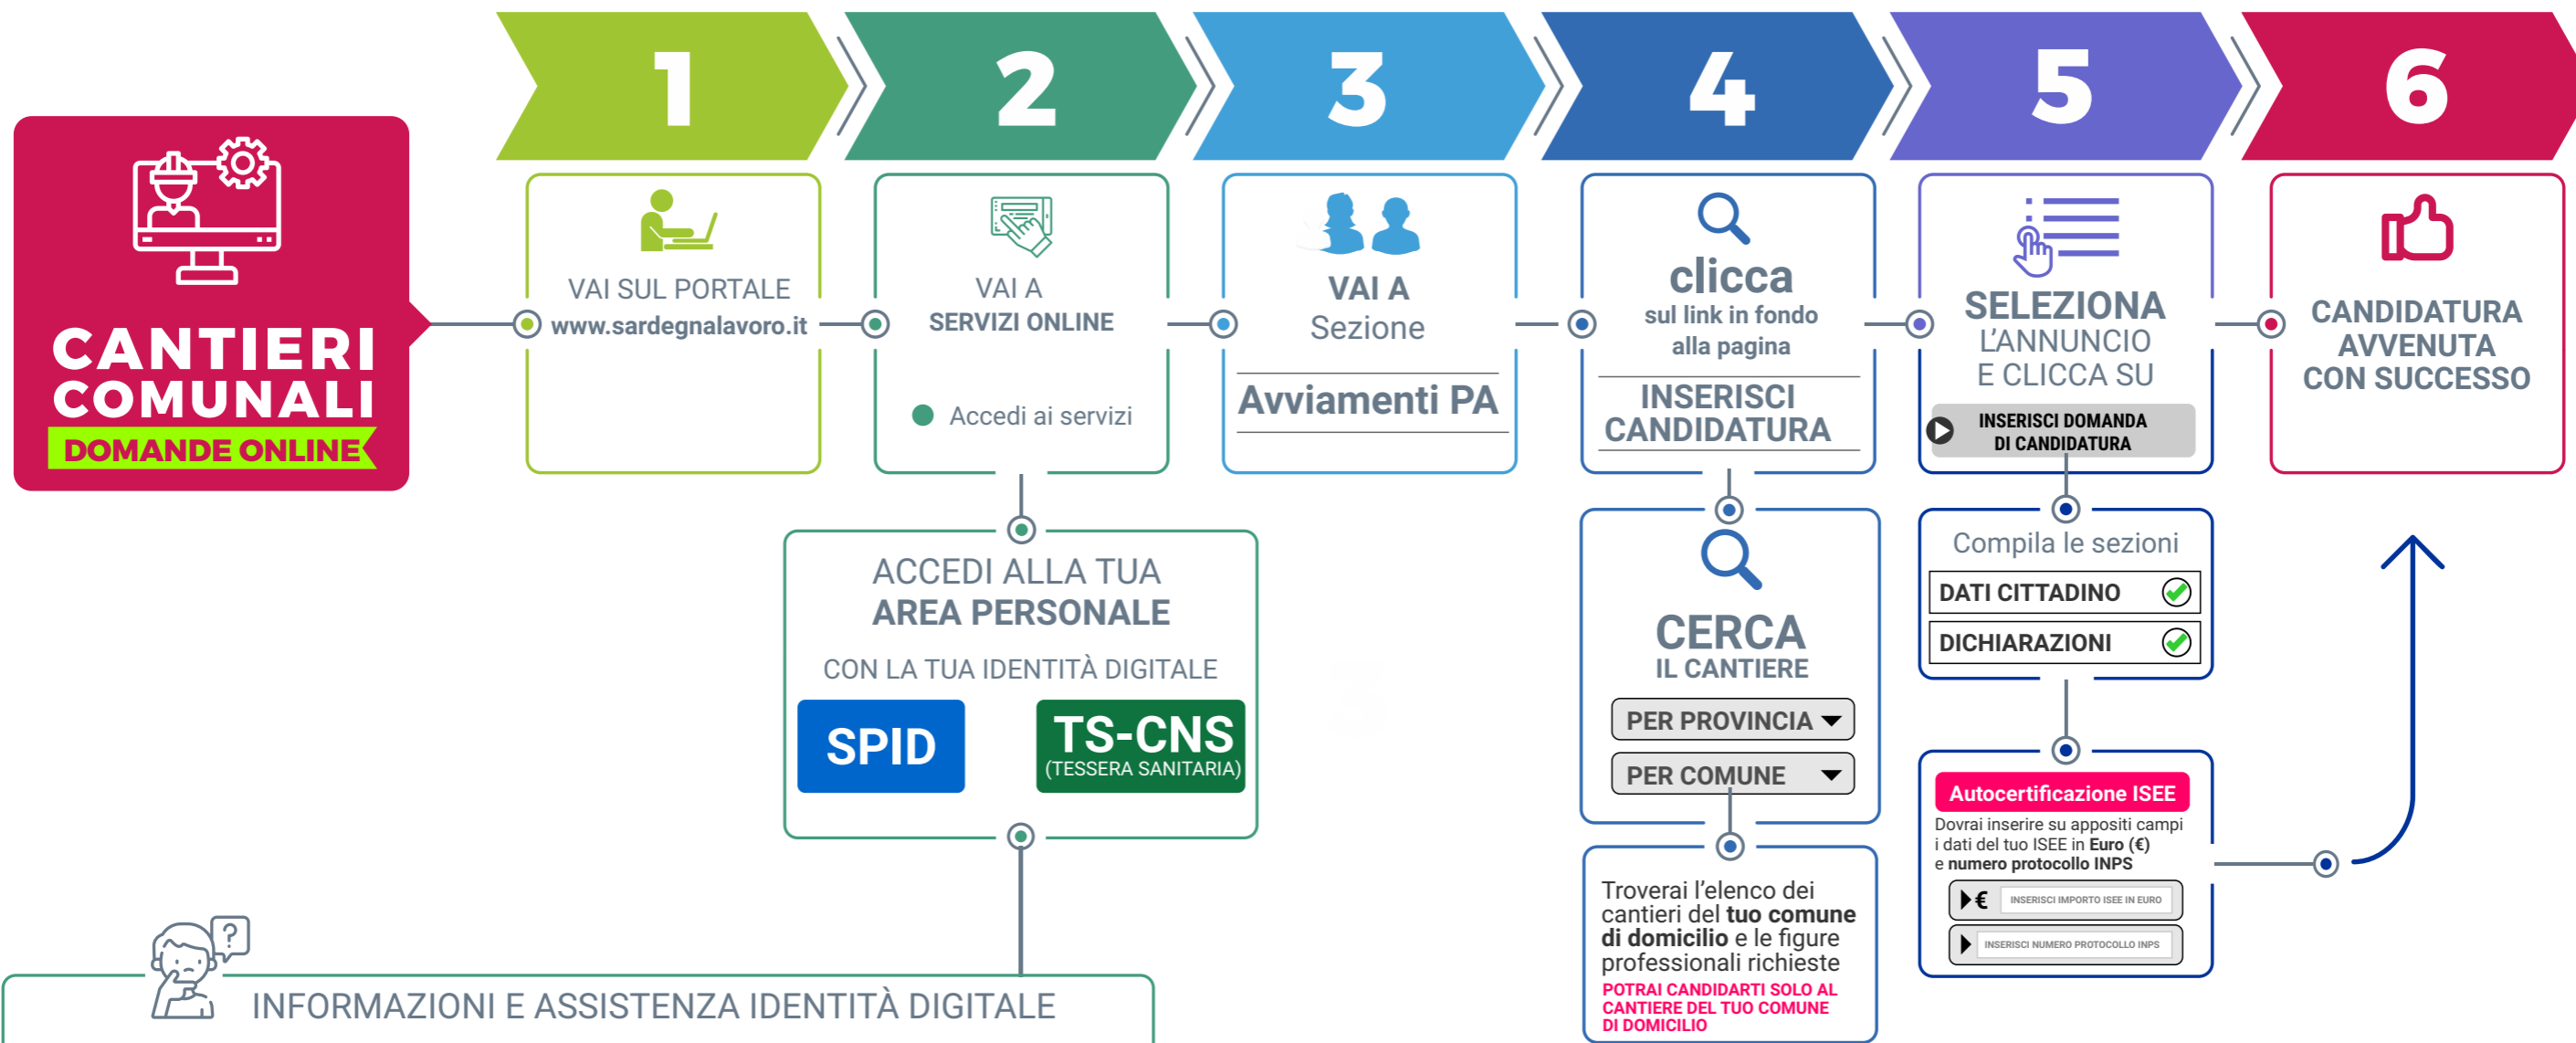 CANTIERI
COMUNALI
DOMANDE ONLINE
1
VAI SUL PORTALE
www.sardegnalavoro.it
2
VAI A
SERVIZI ONLINE
Accedi ai servizi
ACCEDI ALLA TUA
AREA PERSONALE
CON LA TUA IDENTITÀ DIGITALE
SPID
TS-CNS
(TESSERA SANITARIA)
?
INFORMAZIONI E ASSISTENZA IDENTITÀ DIGITALE
3
VAI A
Sezione
Avviamenti PA
4
clicca
sul link in fondo
alla pagina
INSERISCI
CANDIDATURA
CERCA
IL CANTIERE
PER PROVINCIA
PER COMUNE
Troverai l'elenco dei
cantieri del tuo comune
di domicilio e le figure
professionali richieste
POTRAI CANDIDARTI SOLO AL
CANTIERE DEL TUO COMUNE
DI DOMICILIO
5
SELEZIONA
L'ANNUNCIO
E CLICCA SU
INSERISCI DOMANDA
DI CANDIDATURA
Compila le sezioni
DATI CITTADINO
DICHIARAZIONI
Autocertificazione ISEE
Dovrai inserire su appositi campi
i dati del tuo ISEE in Euro (€)
e numero protocollo INPS
€ INSERISCI IMPORTO ISEE IN EURO
INSERISCI NUMERO PROTOCOLLO INPS
6
CANDIDATURA
AVVENUTA
CON SUCCESSO